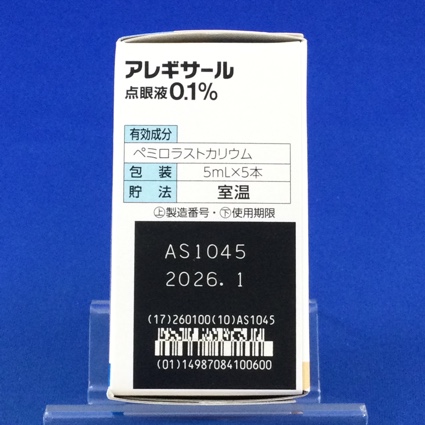 アレギサール
点眼液0.1%
有効成分
ペミロラストカリウム
包装 5mL×5本
貯法 室温
㊤製造番号・㊦使用期限
AS1045
2026. 1
(17)260100(10)AS1045
(01)14987084100600